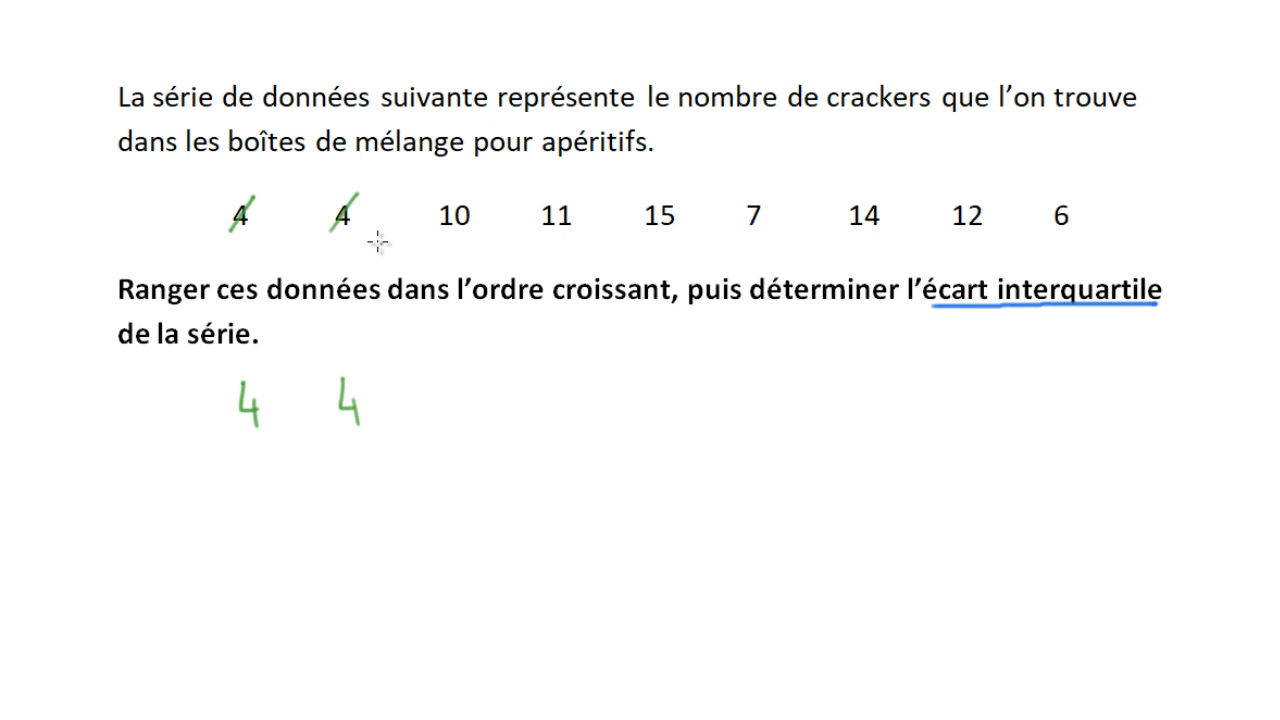 La série de données suivante représente le nombre de crackers que l’on trouve
dans les boîtes de mélange pour apéritifs.
4 4 10 11 15 7 14 12 6
Ranger ces données dans l’ordre croissant, puis déterminer l’écart interquartile
de la série.
4 4